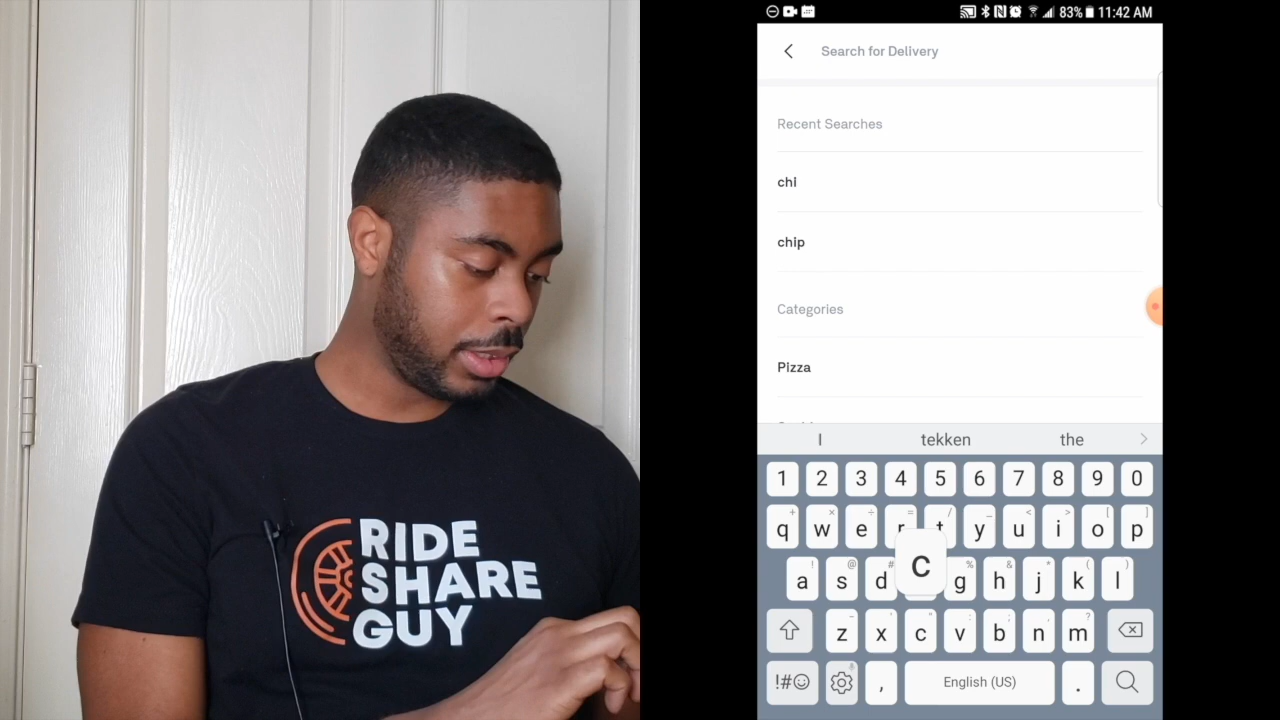 RIDE
SHARE
GUY
83% 11:42 AM
Search for Delivery
Recent Searches
chi
chip
Categories
Pizza
I tekken the
1 2 3 4 5 6 7 8 9 0
q w e r t y u i o p
C
a s d g h j k l
z x c v b n m
!#☺ , English (US) .